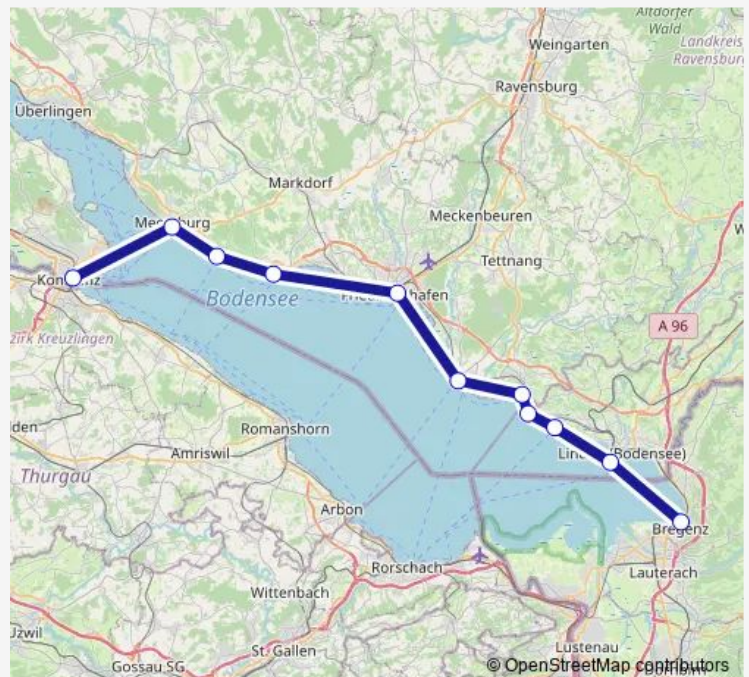 Altdorfer
Wald
Weingarten
Landkreis
Ravensburg
Ravensburg
Überlingen
Markdorf
Meckenbeuren
Tettnang
Bodensee
A 96
Romanshorn
Amriswil
Thurgau
Arbon
Lauterach
Rorschach
Wittenbach
St. Gallen
Gossau SG
Lustenau
Bregenz
(Bodensee)
© OpenStreetMap contributors